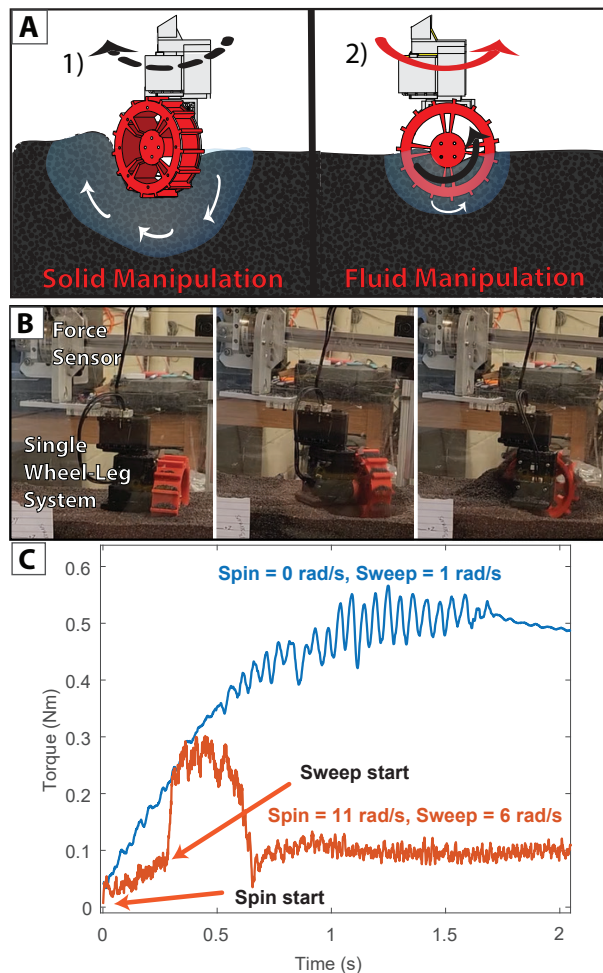 A
1)
2)
Solid Manipulation
Fluid Manipulation
B
Force
Sensor
Single
Wheel-Leg
System
C
Spin = 0 rad/s, Sweep = 1 rad/s
Sweep start
Spin = 11 rad/s, Sweep = 6 rad/s
Spin start
Torque (Nm)
0.6
0.5
0.4
0.3
0.2
0.1
0
0 0.5 1 1.5 2
Time (s)